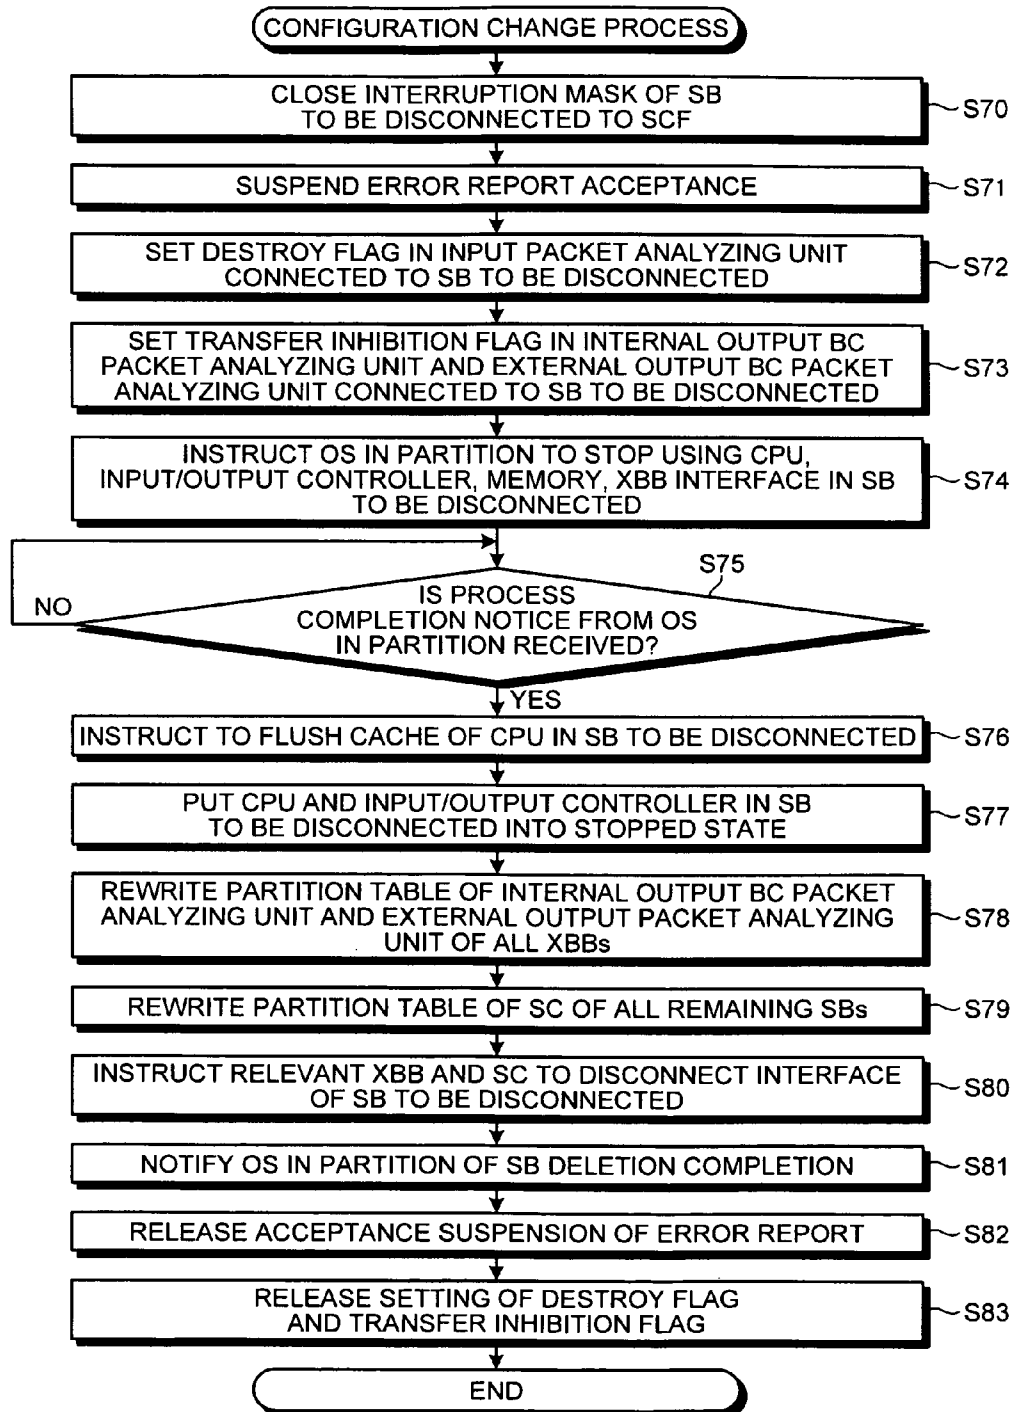 CONFIGURATION CHANGE PROCESS
CLOSE INTERRUPTION MASK OF SB
TO BE DISCONNECTED TO SCF
S70
SUSPEND ERROR REPORT ACCEPTANCE
S71
SET DESTROY FLAG IN INPUT PACKET ANALYZING UNIT
CONNECTED TO SB TO BE DISCONNECTED
S72
SET TRANSFER INHIBITION FLAG IN INTERNAL OUTPUT BC
PACKET ANALYZING UNIT AND EXTERNAL OUTPUT BC PACKET
ANALYZING UNIT CONNECTED TO SB TO BE DISCONNECTED
S73
INSTRUCT OS IN PARTITION TO STOP USING CPU,
INPUT/OUTPUT CONTROLLER, MEMORY, XBB INTERFACE IN SB
TO BE DISCONNECTED
S74
S75
IS PROCESS
COMPLETION NOTICE FROM OS
IN PARTITION RECEIVED?
NO
YES
INSTRUCT TO FLUSH CACHE OF CPU IN SB TO BE DISCONNECTED
S76
PUT CPU AND INPUT/OUTPUT CONTROLLER IN SB
TO BE DISCONNECTED INTO STOPPED STATE
S77
REWRITE PARTITION TABLE OF INTERNAL OUTPUT BC PACKET
ANALYZING UNIT AND EXTERNAL OUTPUT PACKET ANALYZING
UNIT OF ALL XBBs
S78
REWRITE PARTITION TABLE OF SC OF ALL REMAINING SBs
S79
INSTRUCT RELEVANT XBB AND SC TO DISCONNECT INTERFACE
OF SB TO BE DISCONNECTED
S80
NOTIFY OS IN PARTITION OF SB DELETION COMPLETION
S81
RELEASE ACCEPTANCE SUSPENSION OF ERROR REPORT
S82
RELEASE SETTING OF DESTROY FLAG
AND TRANSFER INHIBITION FLAG
S83
END